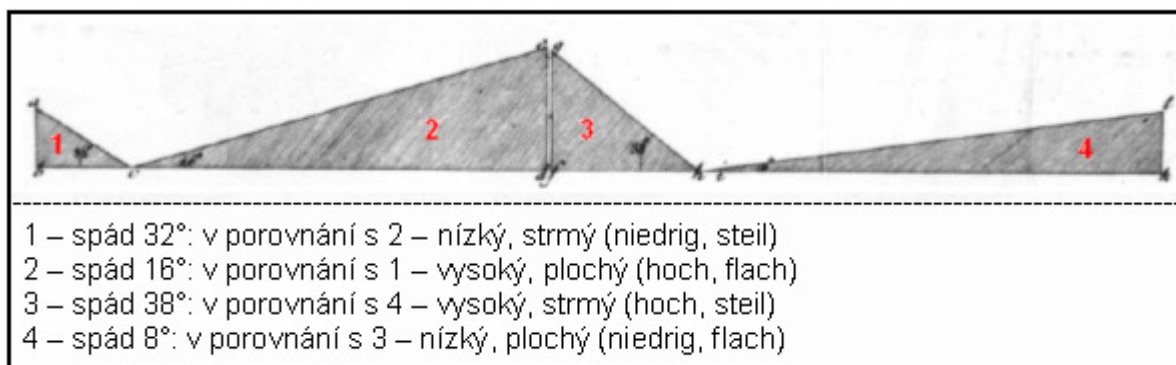 1
2
3
4
1 – spád 32°: v porovnání s 2 – nízký, strmý (niedrig, steil)
2 – spád 16°: v porovnání s 1 – vysoký, plochý (hoch, flach)
3 – spád 38°: v porovnání s 4 – vysoký, strmý (hoch, steil)
4 – spád 8°: v porovnání s 3 – nízký, plochý (niedrig, flach)